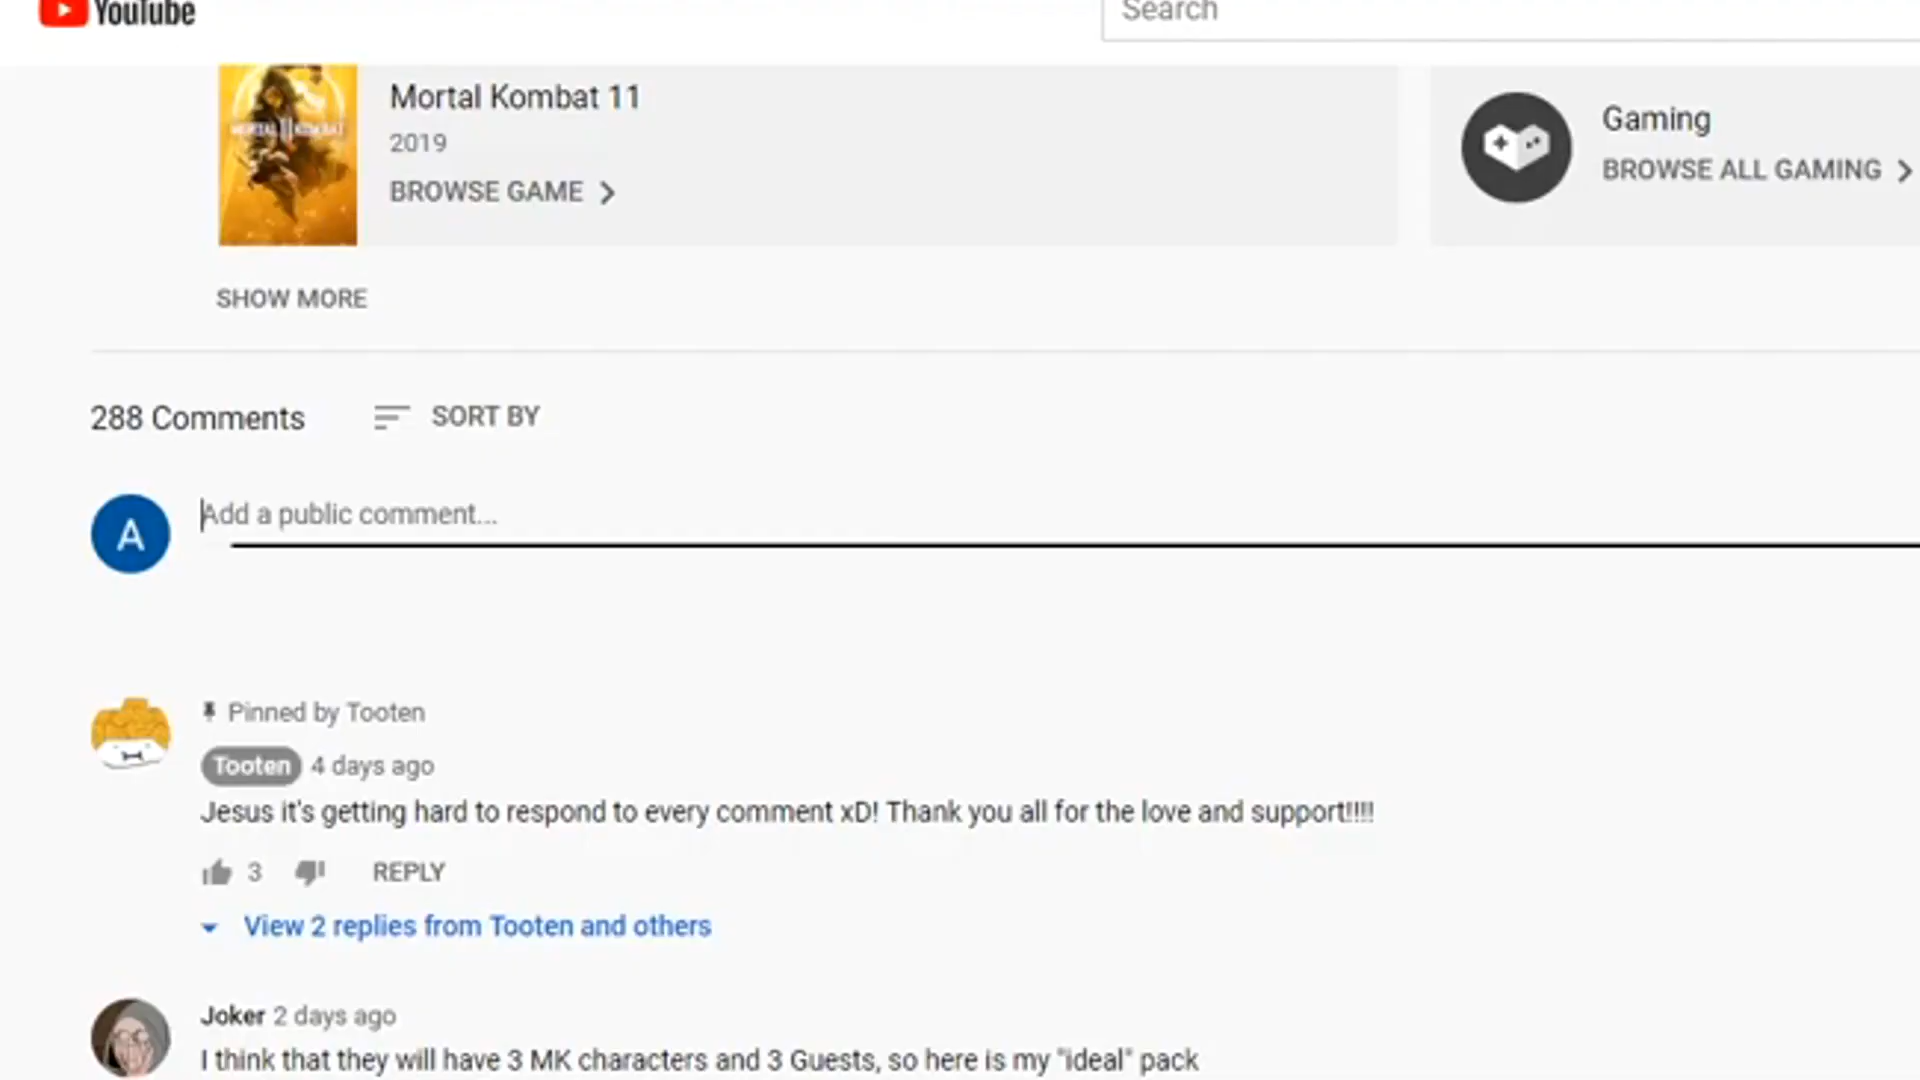 YouTube
Search
MORTAL KOMBAT
Mortal Kombat 11
2019
BROWSE GAME
Gaming
BROWSE ALL GAMING
SHOW MORE
288 Comments
SORT BY
A
Add a public comment...
Pinned by Tooten
Tooten 4 days ago
Jesus it's getting hard to respond to every comment xD! Thank you all for the love and support!!!!
3 REPLY
View 2 replies from Tooten and others
Joker 2 days ago
I think that they will have 3 MK characters and 3 Guests, so here is my "ideal" pack